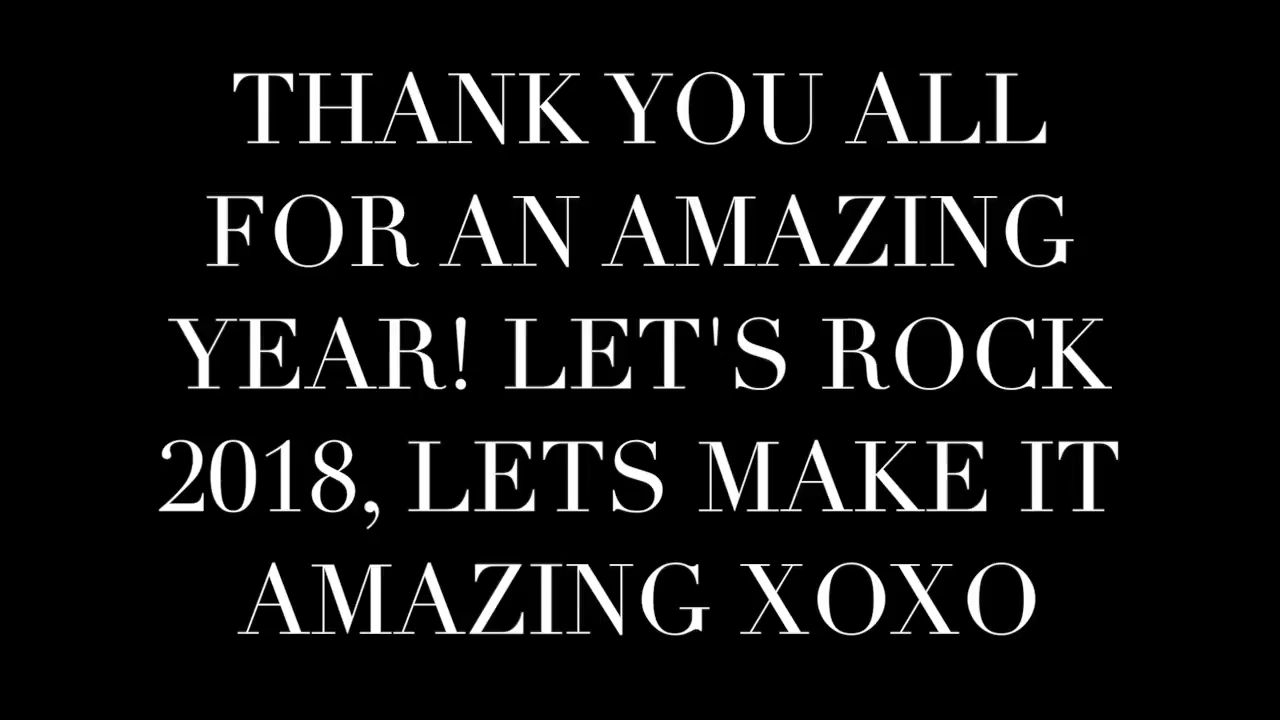 THANK YOU ALL
FOR AN AMAZING
YEAR! LET'S ROCK
2018, LETS MAKE IT
AMAZING XOXO